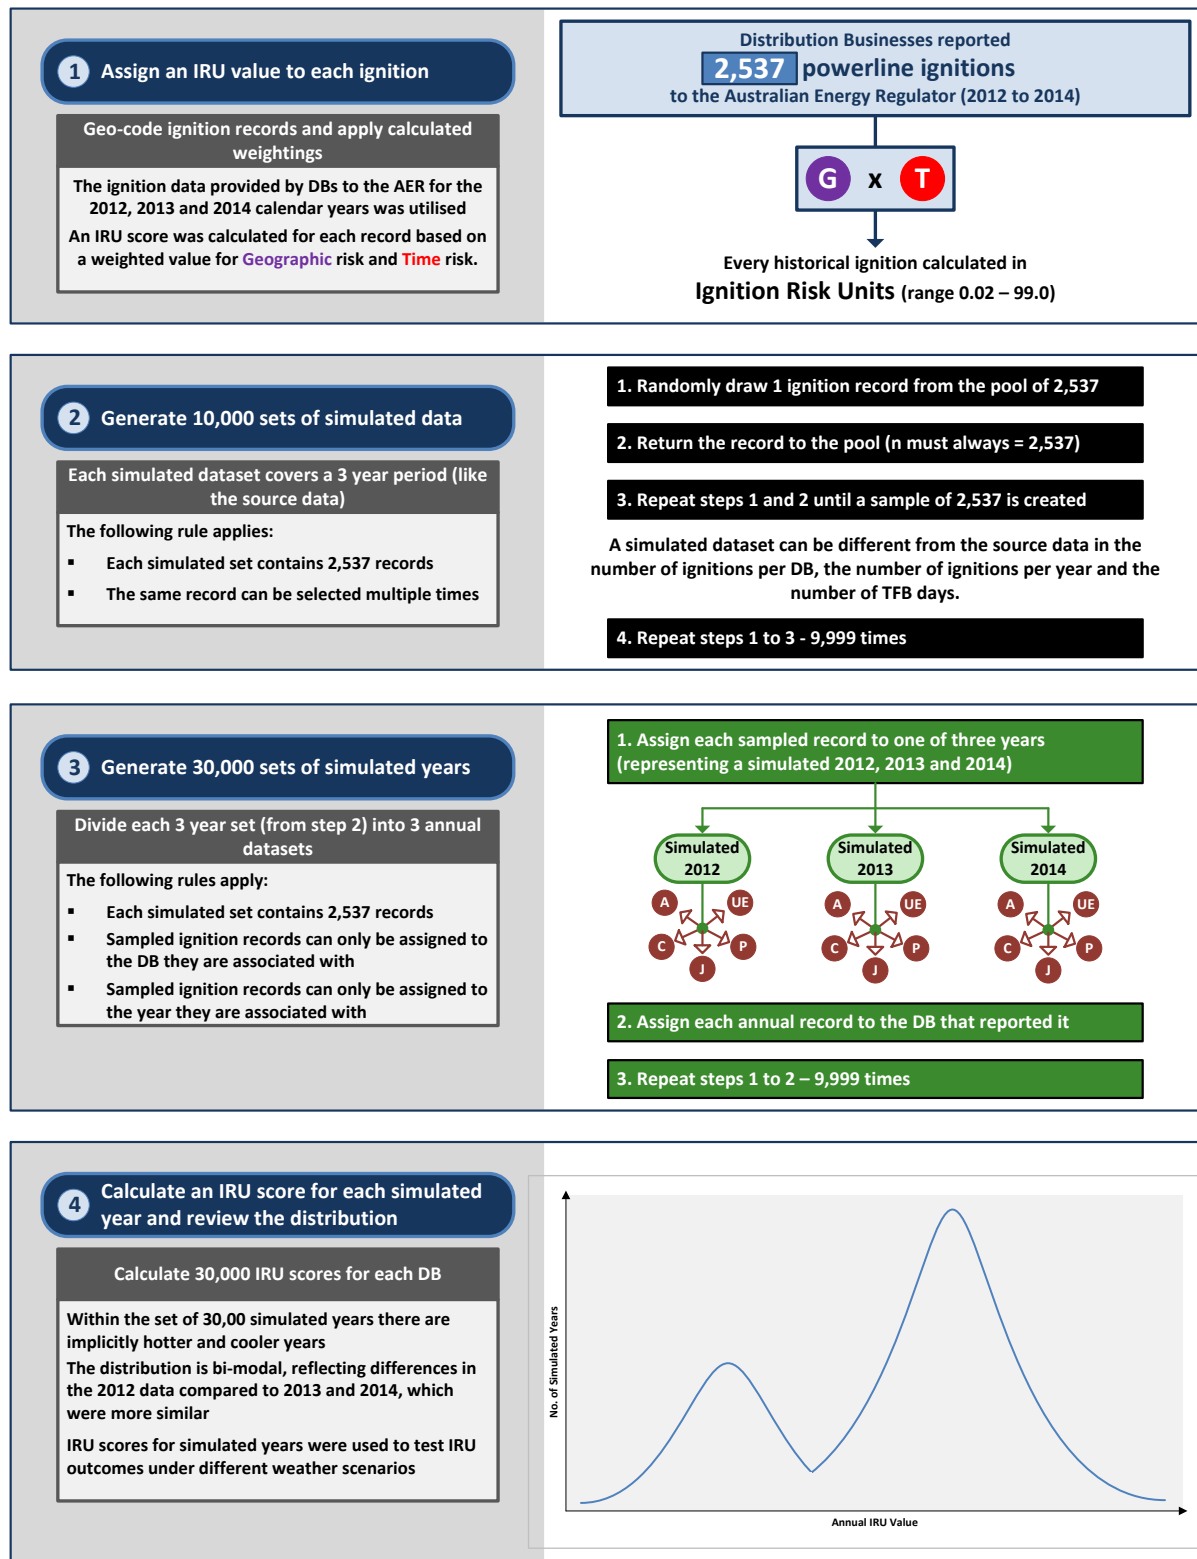 1 Assign an IRU value to each ignition
Geo-code ignition records and apply calculated
weightings
The ignition data provided by DBs to the AER for the
2012, 2013 and 2014 calendar years was utilised
An IRU score was calculated for each record based on
a weighted value for Geographic risk and Time risk.
Distribution Businesses reported
2,537 powerline ignitions
to the Australian Energy Regulator (2012 to 2014)
G x T
Every historical ignition calculated in
Ignition Risk Units (range 0.02 – 99.0)
2 Generate 10,000 sets of simulated data
Each simulated dataset covers a 3 year period (like
the source data)
The following rule applies:
▪ Each simulated set contains 2,537 records
▪ The same record can be selected multiple times
1. Randomly draw 1 ignition record from the pool of 2,537
2. Return the record to the pool (n must always = 2,537)
3. Repeat steps 1 and 2 until a sample of 2,537 is created
A simulated dataset can be different from the source data in the
number of ignitions per DB, the number of ignitions per year and the
number of TFB days.
4. Repeat steps 1 to 3 - 9,999 times
3 Generate 30,000 sets of simulated years
Divide each 3 year set (from step 2) into 3 annual
datasets
The following rules apply:
▪ Each simulated set contains 2,537 records
▪ Sampled ignition records can only be assigned to
the DB they are associated with
▪ Sampled ignition records can only be assigned to
the year they are associated with
1. Assign each sampled record to one of three years
(representing a simulated 2012, 2013 and 2014)
Simulated
2012
A UE
C P
J
Simulated
2013
A UE
C P
J
Simulated
2014
A UE
C P
J
2. Assign each annual record to the DB that reported it
3. Repeat steps 1 to 2 – 9,999 times
4 Calculate an IRU score for each simulated
year and review the distribution
Calculate 30,000 IRU scores for each DB
Within the set of 30,00 simulated years there are
implicitly hotter and cooler years
The distribution is bi-modal, reflecting differences in
the 2012 data compared to 2013 and 2014, which
were more similar
IRU scores for simulated years were used to test IRU
outcomes under different weather scenarios
No. of Simulated Years
Annual IRU Value